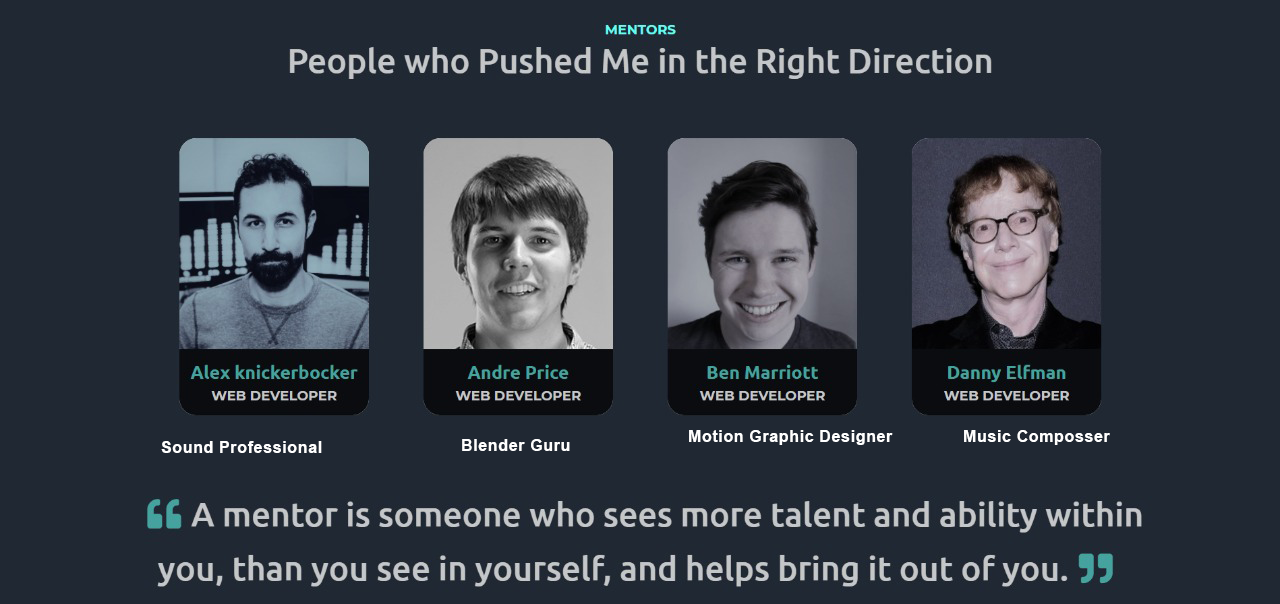 MENTORS
People who Pushed Me in the Right Direction
Alex knickerbocker
WEB DEVELOPER
Andre Price
WEB DEVELOPER
Ben Marriott
WEB DEVELOPER
Danny Elfman
WEB DEVELOPER
Sound Professional
Blender Guru
Motion Graphic Designer
Music Composser
“ A mentor is someone who sees more talent and ability within
you, than you see in yourself, and helps bring it out of you. ”